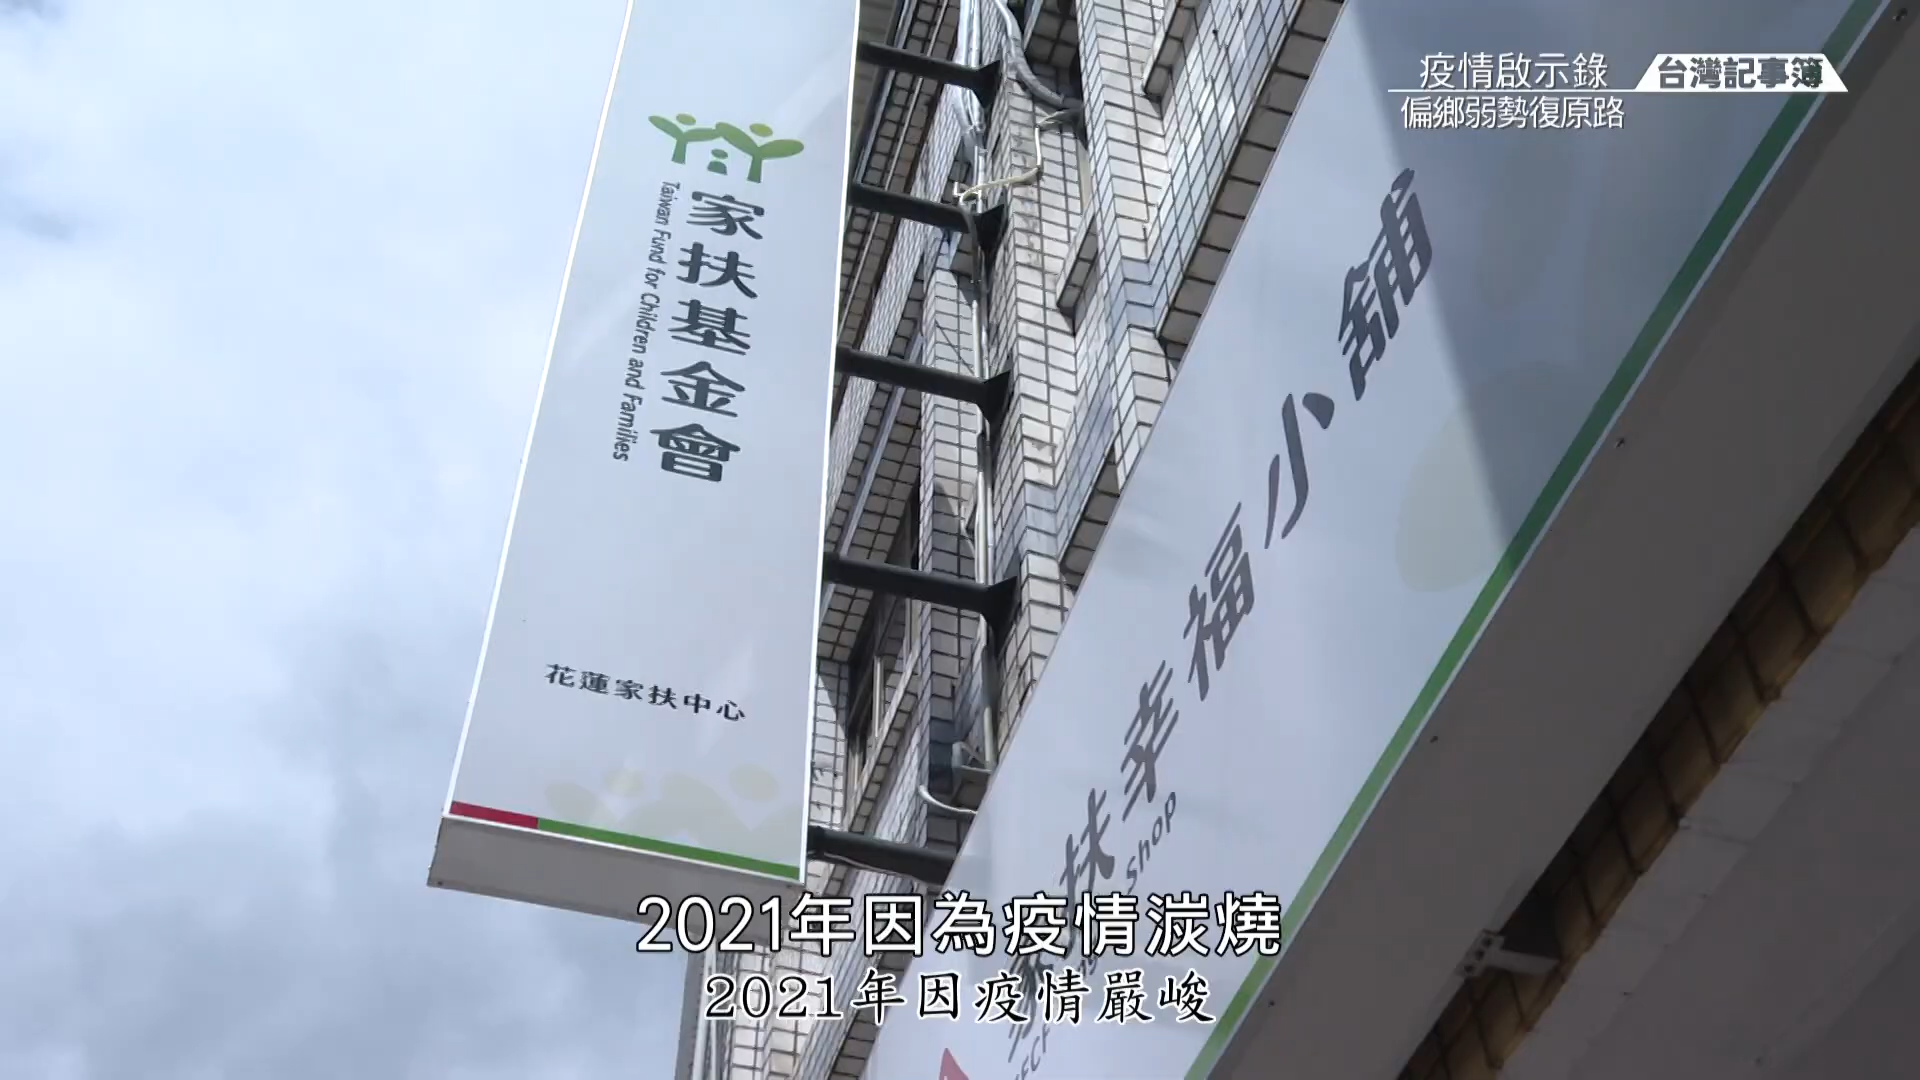 疫情啟示錄
台灣記事簿
偏鄉弱勢復原路
家扶基金會
Taiwan Fund for Children and Families
花蓮家扶中心
家扶幸福小舖
Shop
2021年因為疫情湠燒
2021年因疫情嚴峻